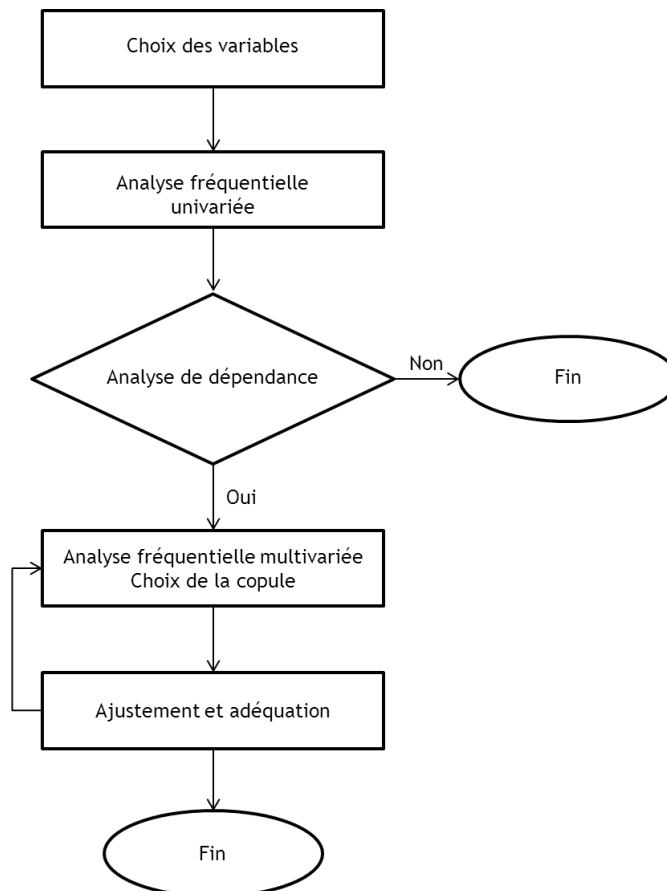 Choix des variables
Analyse fréquentielle
univariée
Analyse de dépendance
Non
Fin
Oui
Analyse fréquentielle multivariée
Choix de la copule
Ajustement et adéquation
Fin